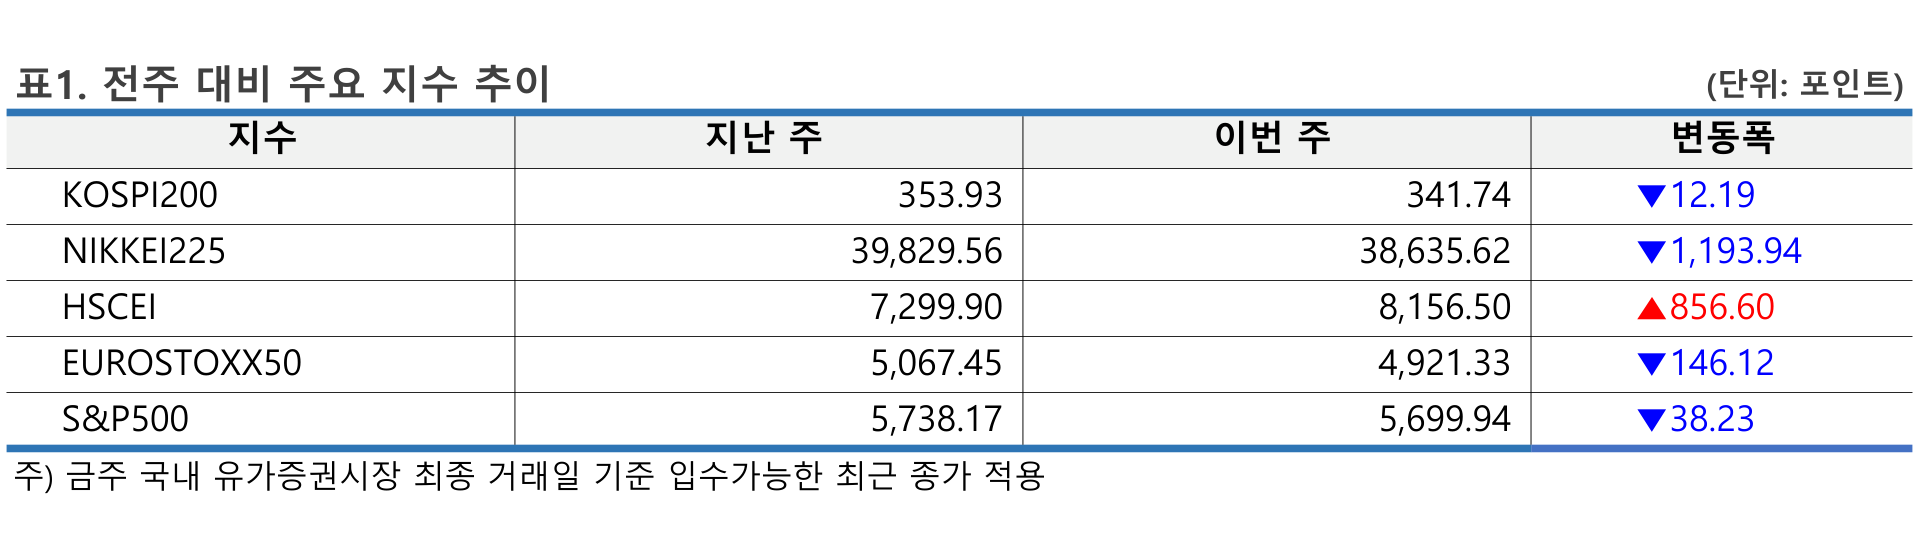 표1. 전주 대비 주요 지수 추이 (단위: 포인트)
지수 지난 주 이번 주 변동폭
KOSPI200 353.93 341.74 ▼12.19
NIKKEI225 39,829.56 38,635.62 ▼1,193.94
HSCEI 7,299.90 8,156.50 ▲856.60
EUROSTOXX50 5,067.45 4,921.33 ▼146.12
S&P500 5,738.17 5,699.94 ▼38.23
주) 금주 국내 유가증권시장 최종 거래일 기준 입수가능한 최근 종가 적용